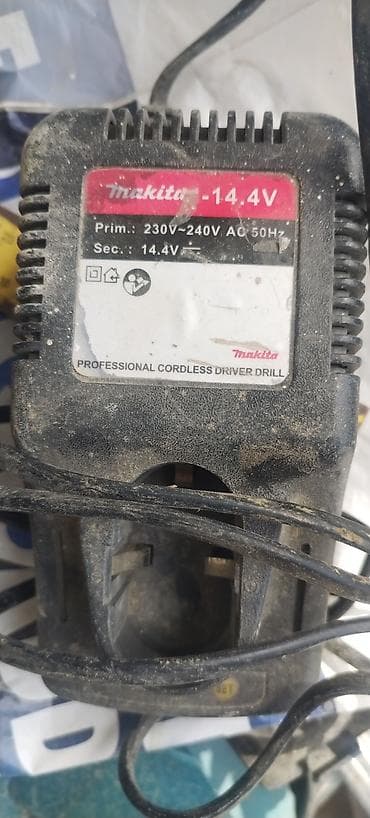 makita -14.4V
Prim.: 230V~240V AC 50Hz
Sec.: 14.4V
makita
PROFESSIONAL CORDLESS DRIVER DRILL